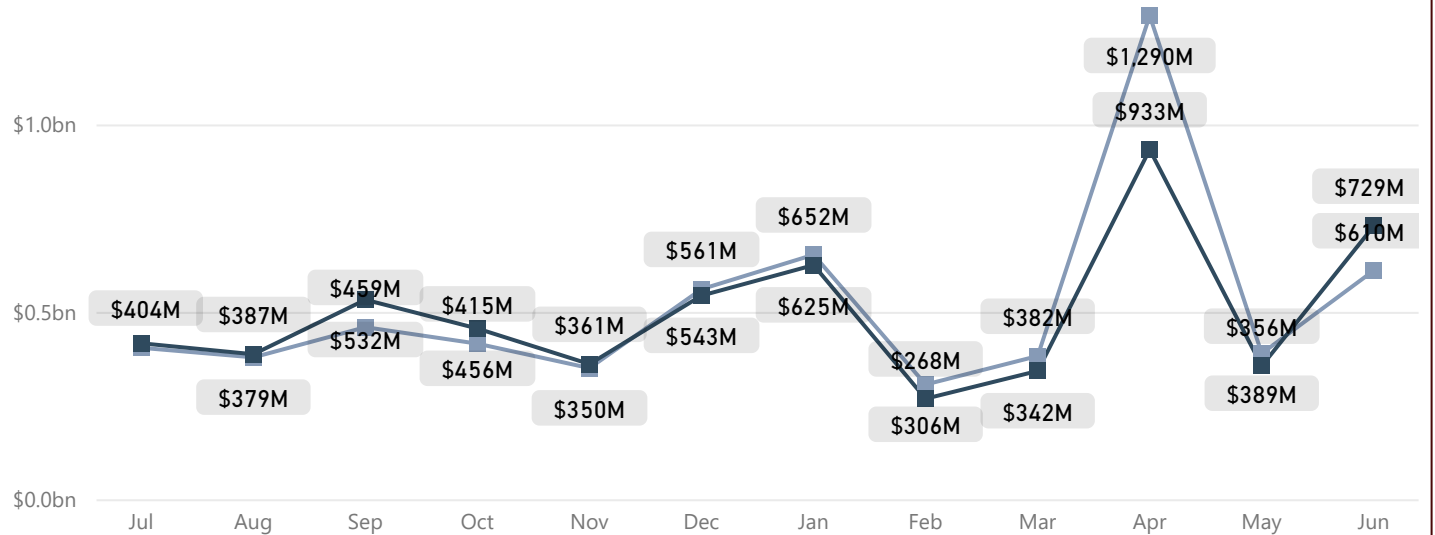 $1,290M
$933M
$1.0bn
$729M
$652M
$610M
$561M
$459M
$415M
$404M
$387M
$0.5bn
$382M
$361M
$356M
$625M
$543M
$532M
$268M
$456M
$379M
$389M
$350M
$342M
$306M
$0.0bn
Jul Aug Sep Oct Nov Dec Jan Feb Mar Apr May Jun